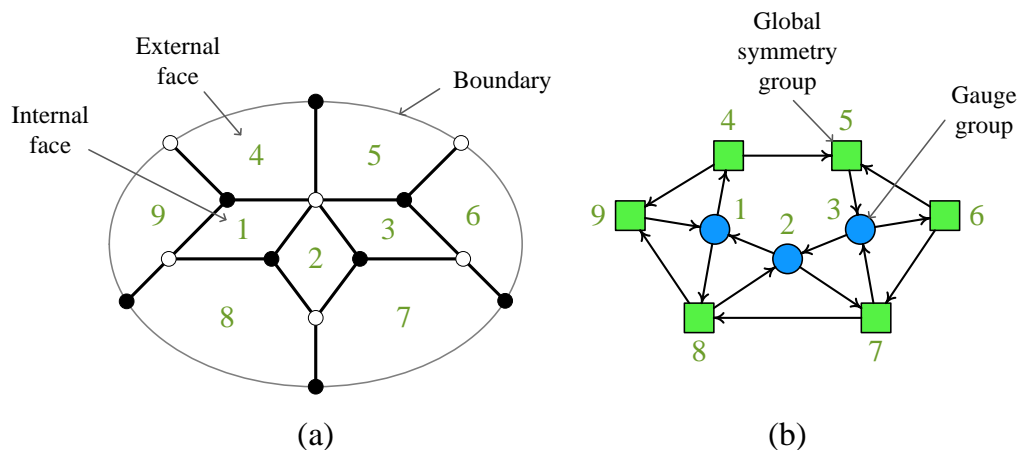 External
face
Boundary
Internal
face
4
5
9
1
3
6
2
8
7
(a)
Global
symmetry
group
Gauge
group
4
5
9
1
2
3
6
8
7
(b)